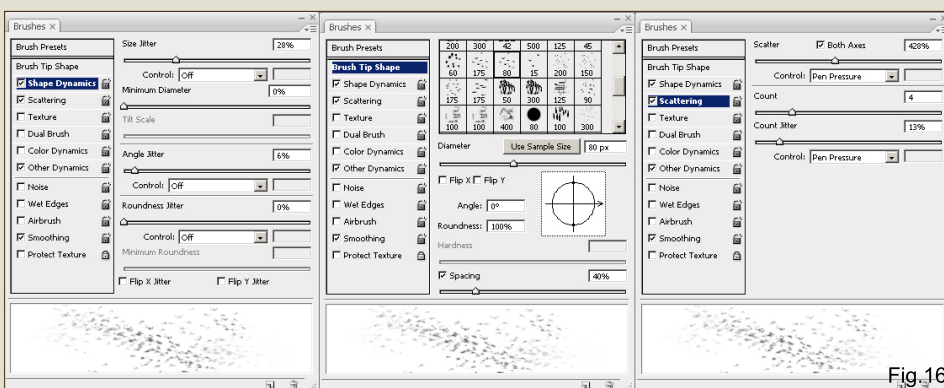 Brushes ×
Brush Presets
Brush Tip Shape
Shape Dynamics
Scattering
Texture
Dual Brush
Color Dynamics
Other Dynamics
Noise
Wet Edges
Airbrush
Smoothing
Protect Texture
Size Jitter 28%
Control: Off
Minimum Diameter 0%
Tilt Scale
Angle Jitter 6%
Control: Off
Roundness Jitter 0%
Control: Off
Minimum Roundness
Flip X Jitter Flip Y Jitter
Brushes ×
Brush Presets
Brush Tip Shape
Shape Dynamics
Scattering
Texture
Dual Brush
Color Dynamics
Other Dynamics
Noise
Wet Edges
Airbrush
Smoothing
Protect Texture
200 300 42 500 125 45
60 175 80 15 200 150
175 175 50 300 125 90
100 100 400 80 100 300
Diameter Use Sample Size 80 px
Flip X Flip Y
Angle: 0°
Roundness: 100%
Hardness
Spacing 40%
Brushes ×
Brush Presets
Brush Tip Shape
Shape Dynamics
Scattering
Texture
Dual Brush
Color Dynamics
Other Dynamics
Noise
Wet Edges
Airbrush
Smoothing
Protect Texture
Scatter Both Axes 428%
Control: Pen Pressure
Count 4
Count Jitter 13%
Control: Pen Pressure
Fig.16